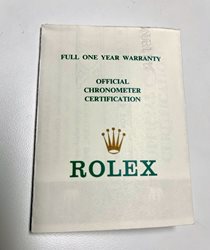 FULL ONE YEAR WARRANTY
OFFICIAL
CHRONOMETER
CERTIFICATION
ROLEX